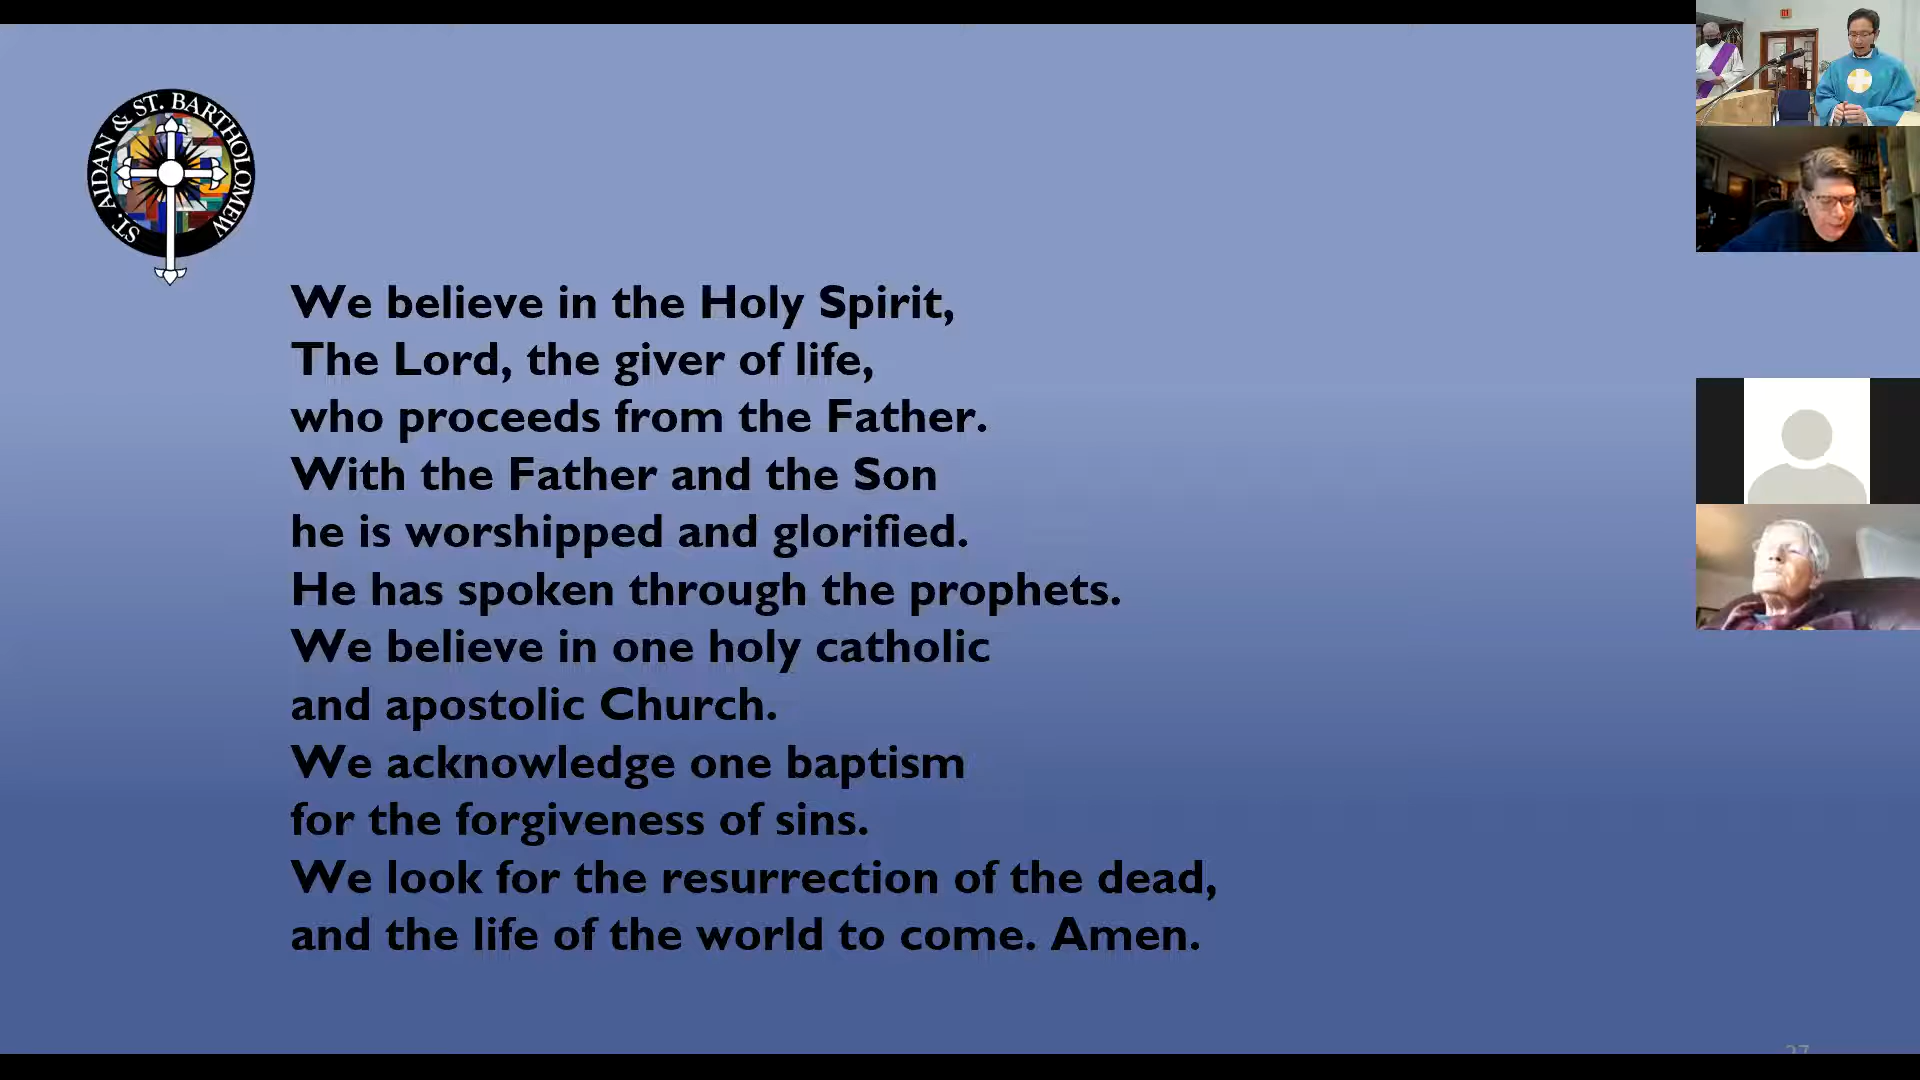 ST. AIDAN & ST. BARTHOLOMEW
We believe in the Holy Spirit,
The Lord, the giver of life,
who proceeds from the Father.
With the Father and the Son
he is worshipped and glorified.
He has spoken through the prophets.
We believe in one holy catholic
and apostolic Church.
We acknowledge one baptism
for the forgiveness of sins.
We look for the resurrection of the dead,
and the life of the world to come. Amen.
27